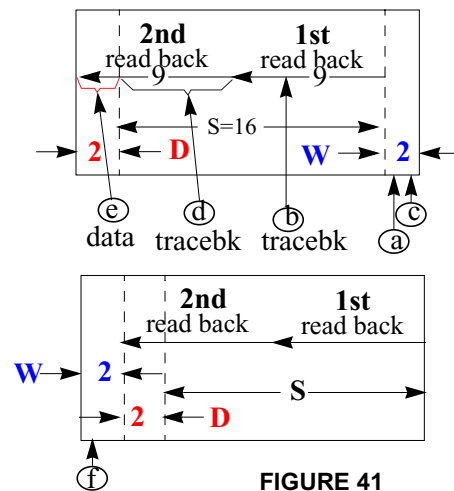 2nd 1st
read back read back
9 9
S=16
2 D W 2
e d b a c
data tracebk tracebk
2nd 1st
read back read back
W 2
S
2 D
f
FIGURE 41